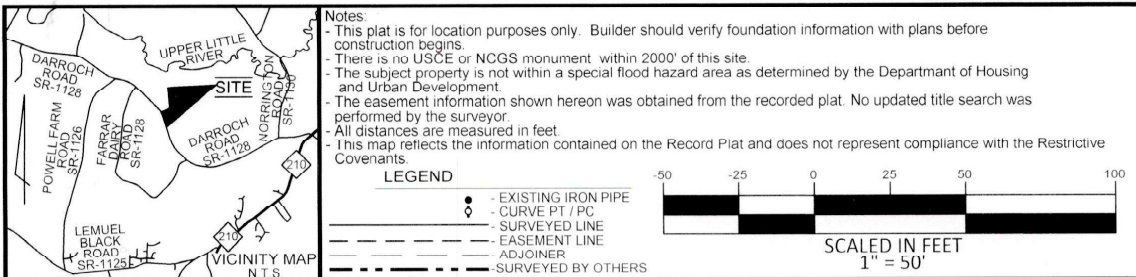 UPPER LITTLE
RIVER
DARROCH
ROAD
SR-1128
SITE
NORRINGTON
ROAD
SR-1130
POWELL FARM
ROAD
SR-1126
FARRAR
DAIRY
ROAD
SR-1128
DARROCH
ROAD
SR-1128
210
210
LEMUEL
BLACK
ROAD
SR-1125
VICINITY MAP
N.T.S
Notes:
- This plat is for location purposes only. Builder should verify foundation information with plans before
construction begins.
- There is no USCE or NCGS monument within 2000' of this site.
- The subject property is not within a special flood hazard area as determined by the Departmant of Housing
and Urban Development.
- The easement information shown hereon was obtained from the recorded plat. No updated title search was
performed by the surveyor.
- All distances are measured in feet.
- This map reflects the information contained on the Record Plat and does not represent compliance with the Restrictive
Covenants.
LEGEND
- EXISTING IRON PIPE
- CURVE PT / PC
- SURVEYED LINE
- EASEMENT LINE
- ADJOINER
-SURVEYED BY OTHERS
-50 -25 0 25 50 100
SCALED IN FEET
1" = 50'